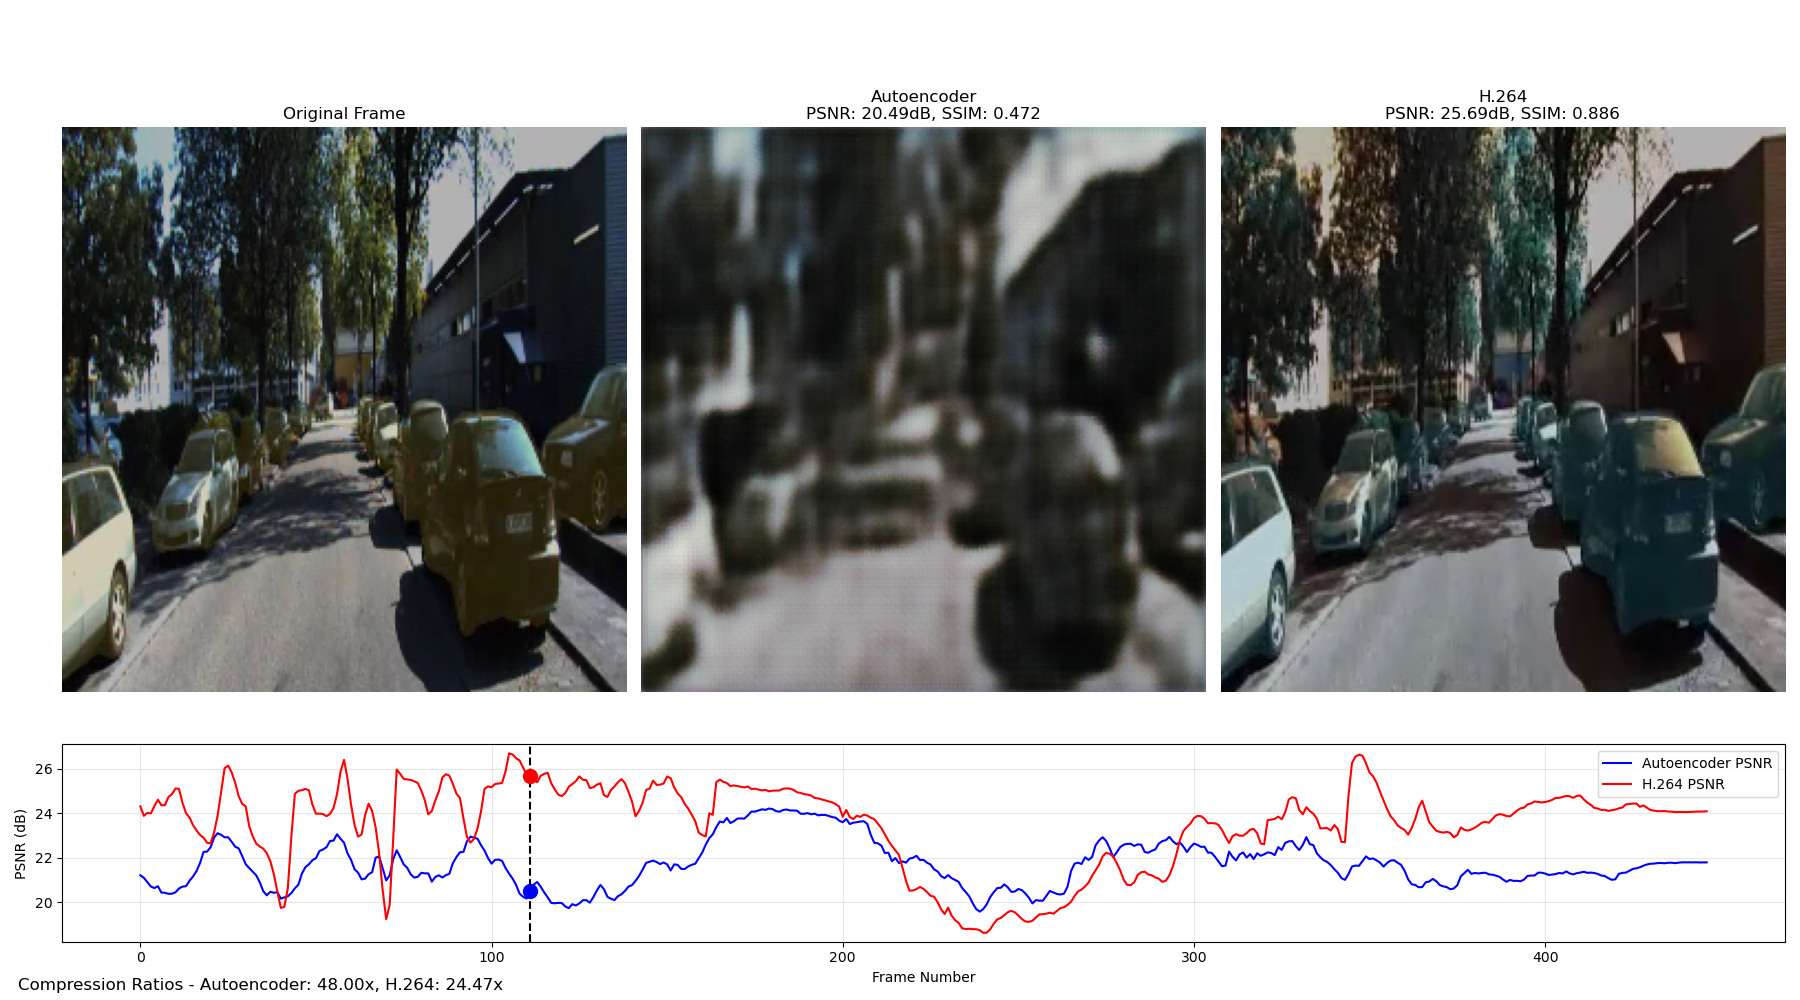 Original Frame
Autoencoder
PSNR: 20.49dB, SSIM: 0.472
H.264
PSNR: 25.69dB, SSIM: 0.886
PSNR (dB)
26
24
22
20
Autoencoder PSNR
H.264 PSNR
0
100
200
300
400
Frame Number
Compression Ratios - Autoencoder: 48.00x, H.264: 24.47x